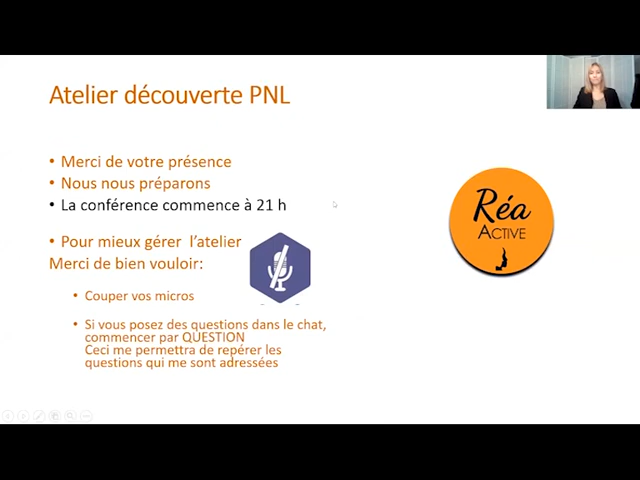 Atelier découverte PNL
• Merci de votre présence
• Nous nous préparons
• La conférence commence à 21 h
• Pour mieux gérer l'atelier
Merci de bien vouloir:
• Couper vos micros
• Si vous posez des questions dans le chat,
commencer par QUESTION
Ceci me permettra de repérer les
questions qui me sont adressées
Réa
ACTIVE